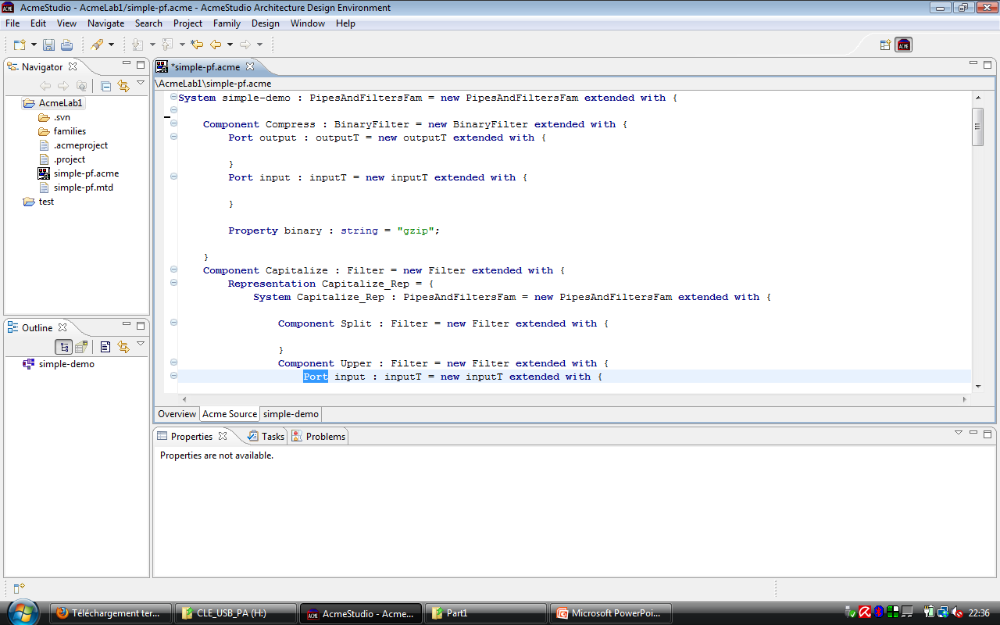 AcmeStudio - AcmeLab1/simple-pf.acme - AcmeStudio Architecture Design Environment
File Edit View Navigate Search Project Family Design Window Help
Navigator
AcmeLab1
.svn
families
.acmeproject
.project
simple-pf.acme
simple-pf.mtd
test
Outline
simple-demo
*simple-pf.acme
\AcmeLab1\simple-pf.acme
System simple-demo : PipesAndFiltersFam = new PipesAndFiltersFam extended with {
Component Compress : BinaryFilter = new BinaryFilter extended with {
Port output : outputT = new outputT extended with {
}
Port input : inputT = new inputT extended with {
}
Property binary : string = "gzip";
}
Component Capitalize : Filter = new Filter extended with {
Representation Capitalize_Rep = {
System Capitalize_Rep : PipesAndFiltersFam = new PipesAndFiltersFam extended with {
Component Split : Filter = new Filter extended with {
}
Component Upper : Filter = new Filter extended with {
Port input : inputT = new inputT extended with {
Overview Acme Source simple-demo
Properties Tasks Problems
Properties are not available.
Téléchargement ter... CLE_USB_PA (H:) AcmeStudio - Acme... Part1 Microsoft PowerPoi... 22:36